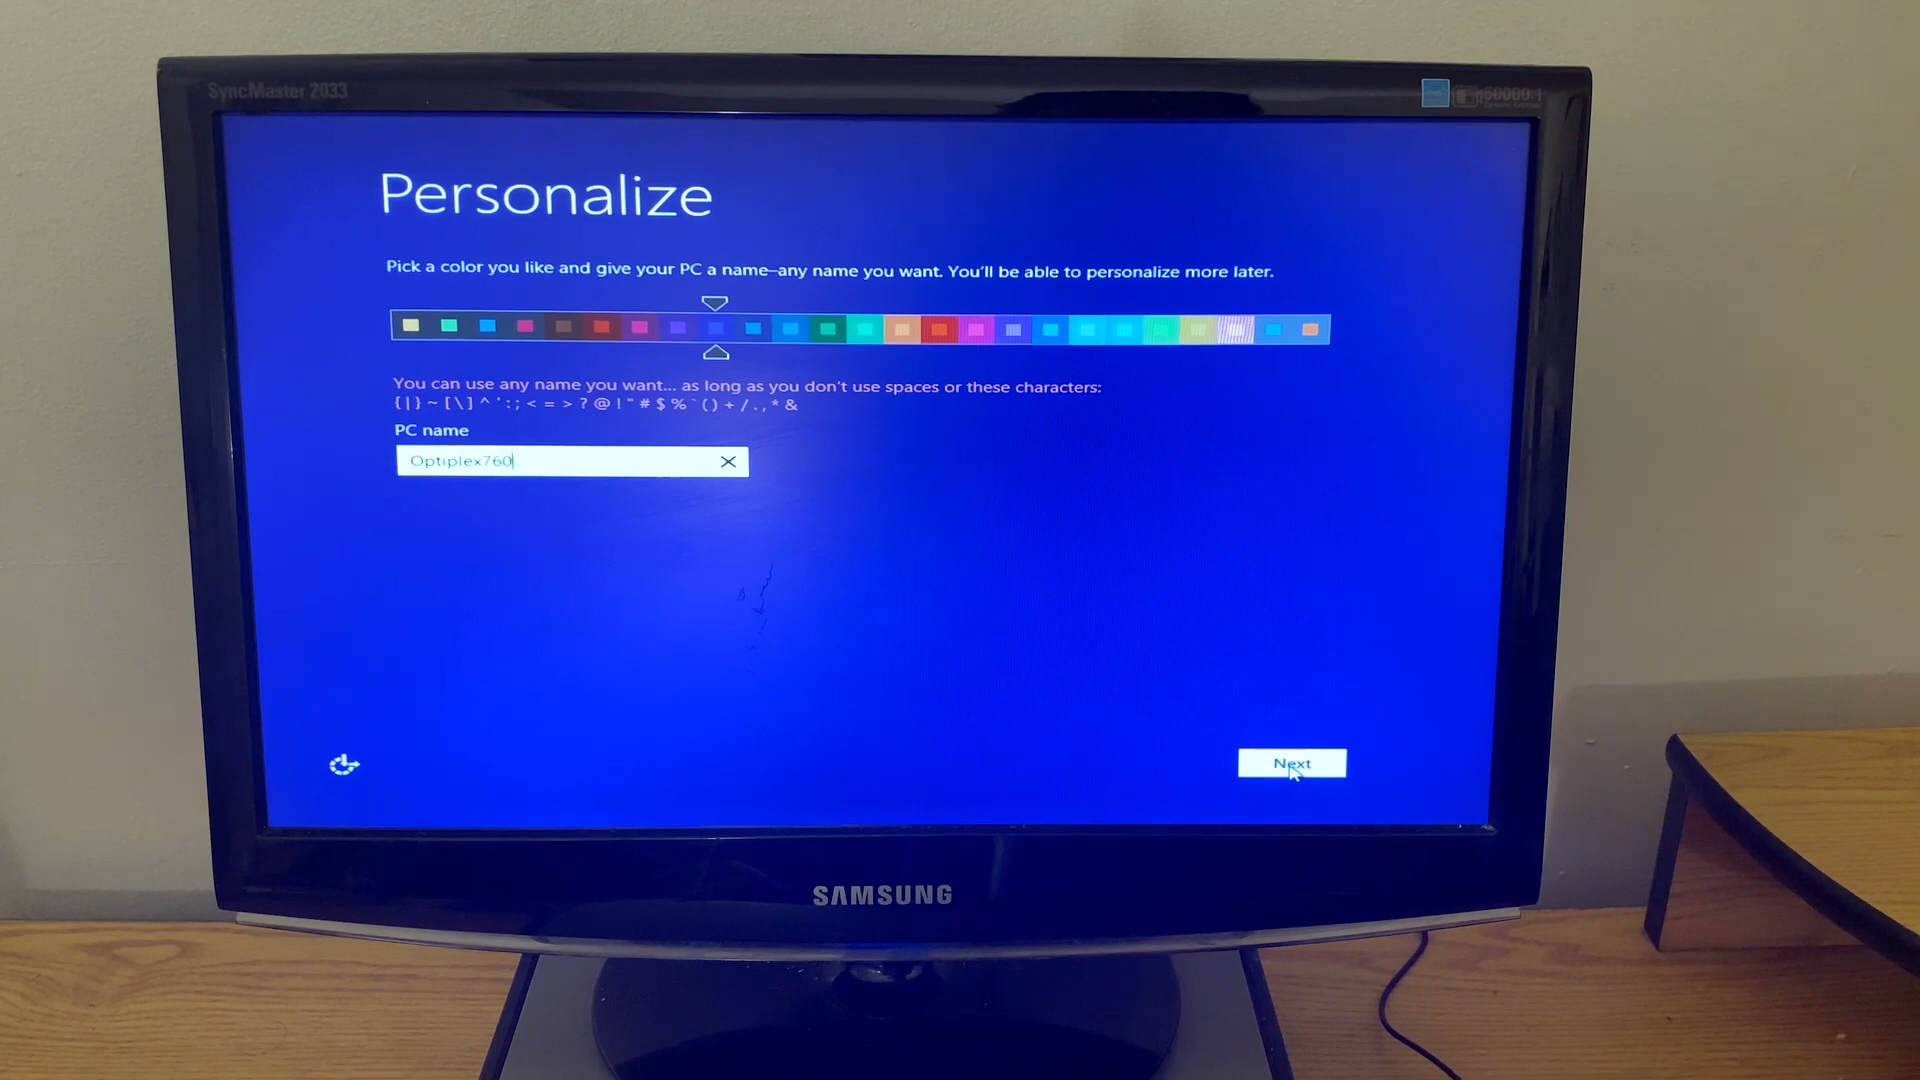 SyncMaster 2033
50000:1
Personalize
Pick a color you like and give your PC a name–any name you want. You'll be able to personalize more later.
You can use any name you want... as long as you don't use spaces or these characters:
{ | } ~ [ \ ] ^ ' : ; < = > ? @ ! " # $ % ` ( ) + / . , * &
PC name
Optiplex760
Next
SAMSUNG